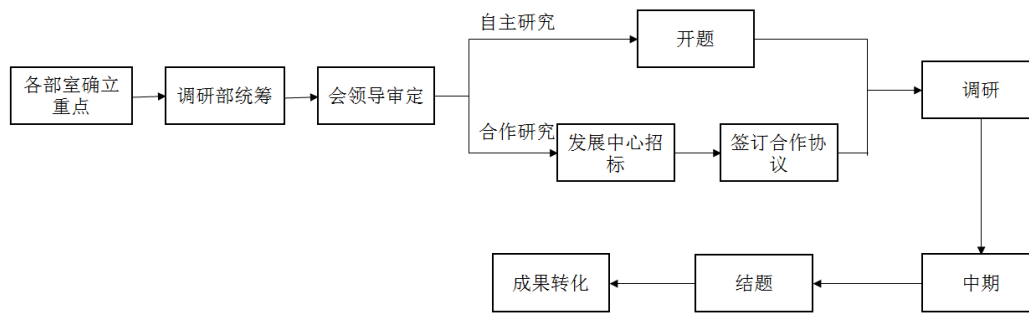 各部室确立
重点
调研部统筹
会领导审定
自主研究
开题
合作研究
发展中心招
标
签订合作协
议
调研
中期
结题
成果转化